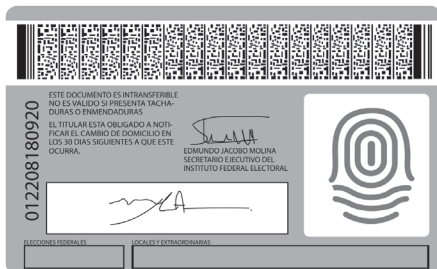 ESTE DOCUMENTO ES INTRANSFERIBLE
NO ES VALIDO SI PRESENTA TACHA-
DURAS O ENMENDADURAS
EL TITULAR ESTA OBLIGADO A NOTI-
FICAR EL CAMBIO DE DOMICILIO EN
LOS 30 DIAS SIGUIENTES A QUE ESTE
OCURRA.
EDMUNDO JACOBO MOLINA
SECRETARIO EJECUTIVO DEL
INSTITUTO FEDERAL ELECTORAL
012208180920
ELECCIONES FEDERALES
LOCALES Y EXTRAORDINARIAS